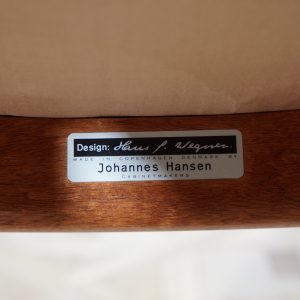 Design: Hans J. Wegner.
MADE IN COPENHAGEN DENMARK BY
Johannes Hansen
CABINETMAKERS